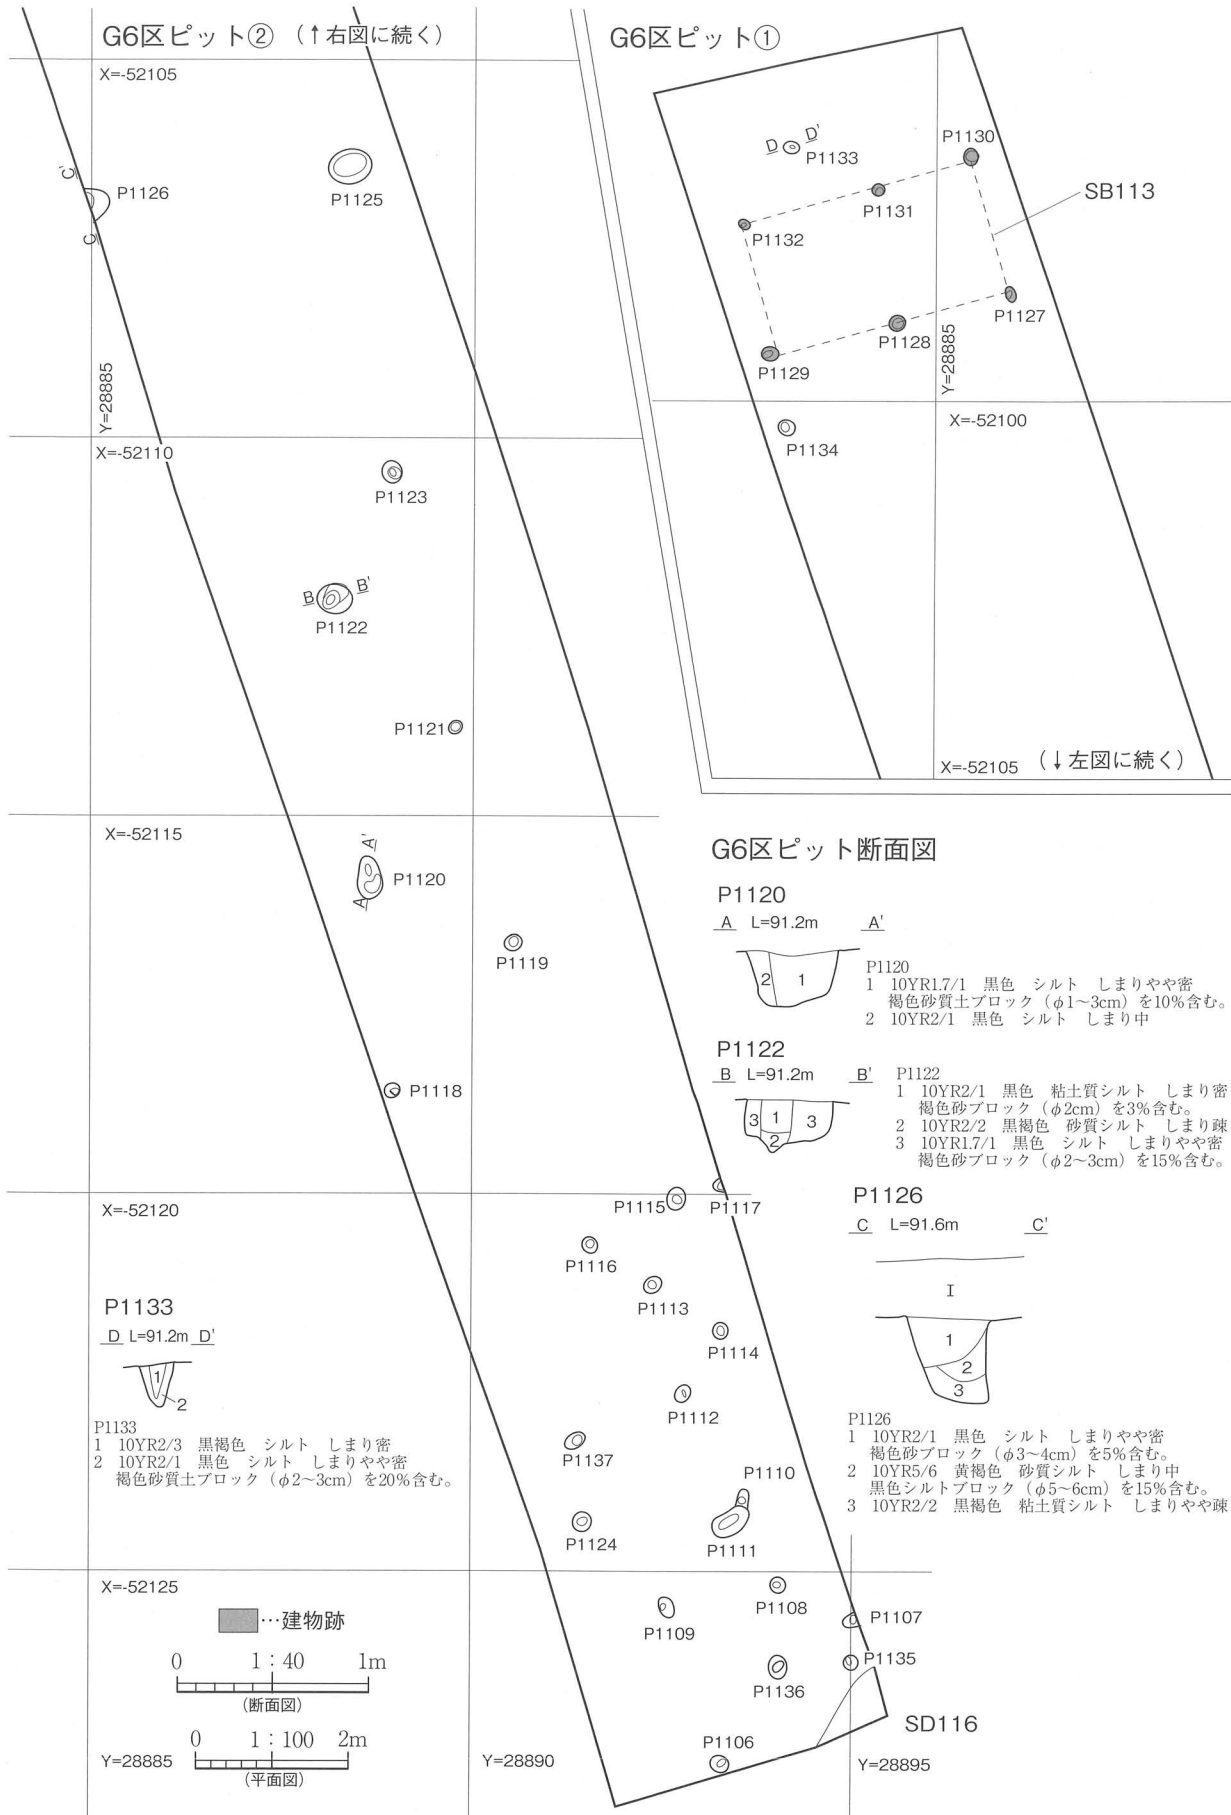 G6区ピット② （↑右図に続く）
X=-52105
C'
P1126
C
P1125
Y=28885
X=-52110
P1123
B
B'
P1122
P1121
X=-52115
A'
P1120
A
P1119
P1118
X=-52120
P1115
P1117
P1116
P1113
P1114
P1112
P1137
P1110
P1124
P1111
X=-52125
P1108
P1109
P1107
P1135
P1136
SD116
P1106
Y=28885
Y=28890
Y=28895
G6区ピット①
D
D'
P1133
P1130
P1131
SB113
P1132
P1127
P1128
P1129
Y=28885
X=-52100
P1134
X=-52105 （↓左図に続く）
G6区ピット断面図
P1120
A L=91.2m A'
2
1
P1120
1 10YR1.7/1 黒色 シルト しまりやや密
褐色砂質土ブロック（φ1～3cm）を10%含む。
2 10YR2/1 黒色 シルト しまり中
P1122
B L=91.2m B'
3
1
3
2
P1122
1 10YR2/1 黒色 粘土質シルト しまり密
褐色砂ブロック（φ2cm）を3%含む。
2 10YR2/2 黒褐色 砂質シルト しまり疎
3 10YR1.7/1 黒色 シルト しまりやや密
褐色砂ブロック（φ2～3cm）を15%含む。
P1126
C L=91.6m C'
I
1
2
3
P1126
1 10YR2/1 黒色 シルト しまりやや密
褐色砂ブロック（φ3～4cm）を5%含む。
2 10YR5/6 黄褐色 砂質シルト しまり中
黒色シルトブロック（φ5～6cm）を15%含む。
3 10YR2/2 黒褐色 粘土質シルト しまりやや疎
P1133
D L=91.2m D'
1
2
P1133
1 10YR2/3 黒褐色 シルト しまり密
2 10YR2/1 黒色 シルト しまりやや密
褐色砂質土ブロック（φ2～3cm）を20%含む。
…建物跡
0 1：40 1m
(断面図)
0 1：100 2m
(平面図)